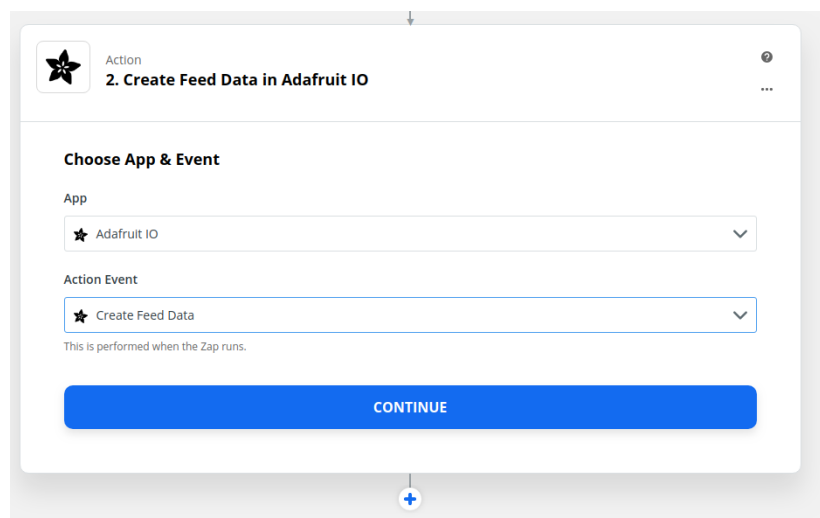 Action
2. Create Feed Data in Adafruit IO
Choose App & Event
App
Adafruit IO
Action Event
Create Feed Data
This is performed when the Zap runs.
CONTINUE